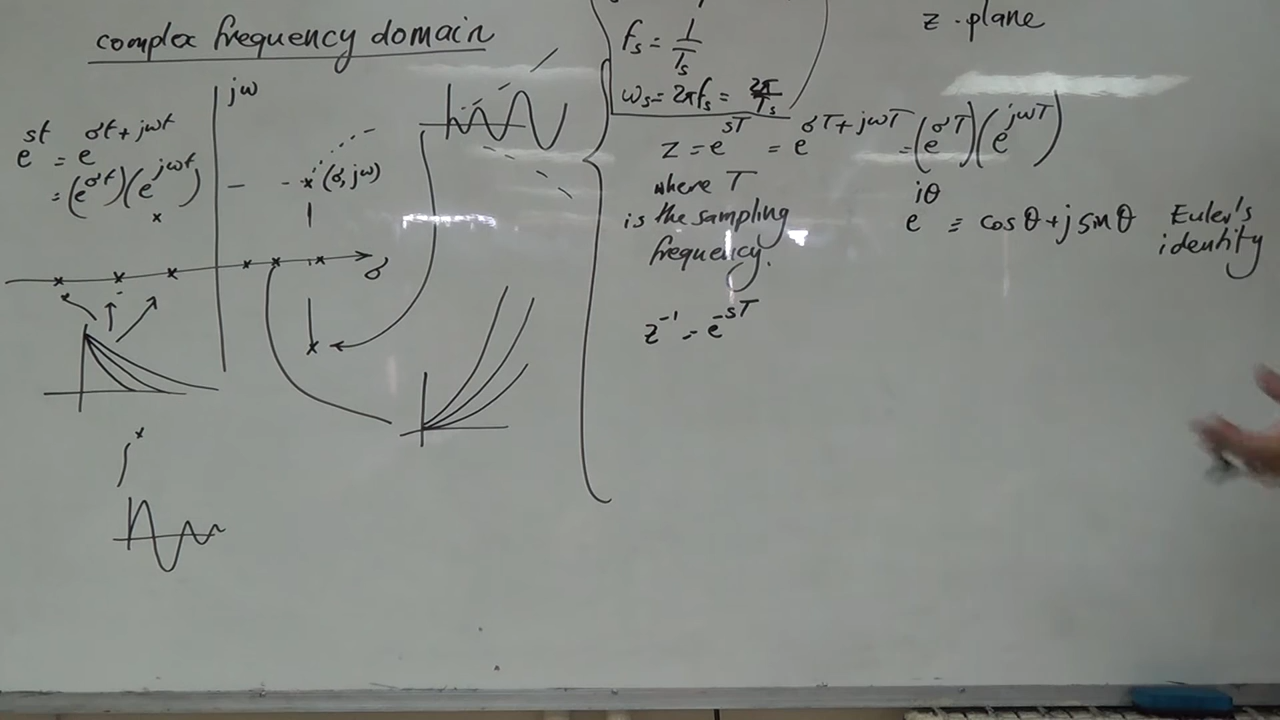 complex frequency domain
jω
e^{st} = e^{σt + jωt}
= (e^{σt})(e^{jωt})
(σ, jω)
σ
f_s = 1/T_s
ω_s = 2πf_s = 2π/T_s
z = e^{sT} = e^{σT + jωT} = (e^{σT})(e^{jωT})
where T
is the sampling
frequency.
z^{-1} = e^{-sT}
z-plane
e^{iθ} ≡ cos θ + j sin θ
Euler's
identity